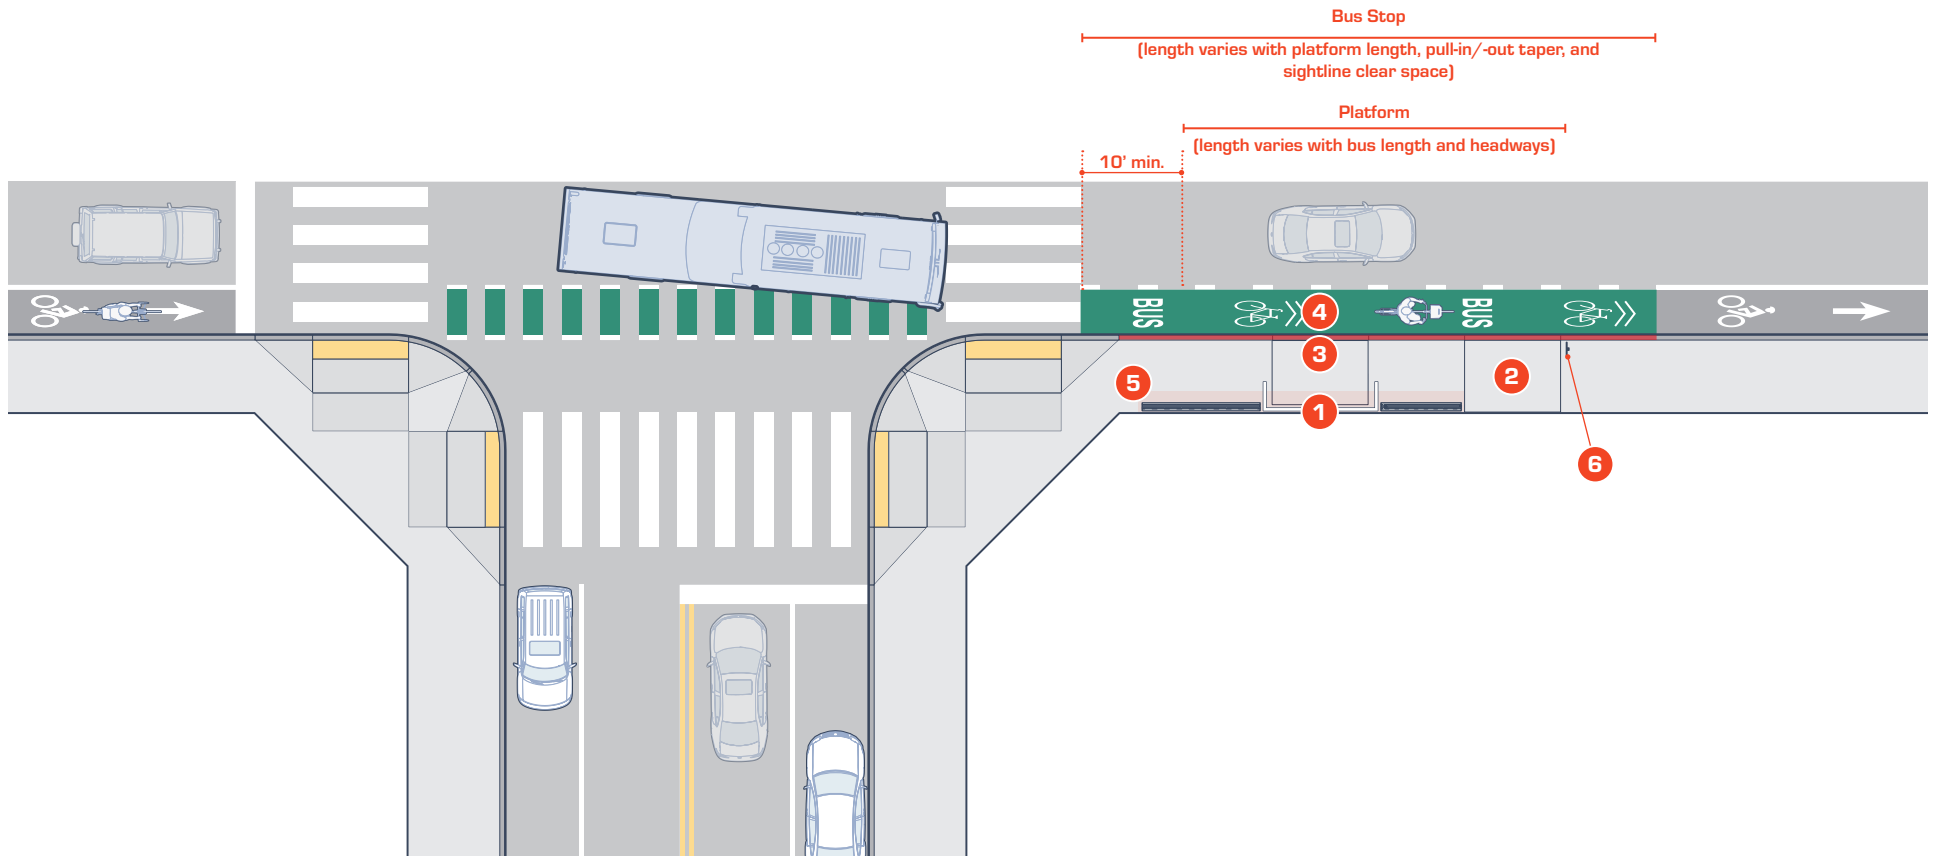 Bus Stop
(length varies with platform length, pull-in/-out taper, and
sightline clear space)
Platform
(length varies with bus length and headways)
10' min.
BUS
4
BUS
3
5
2
1
6